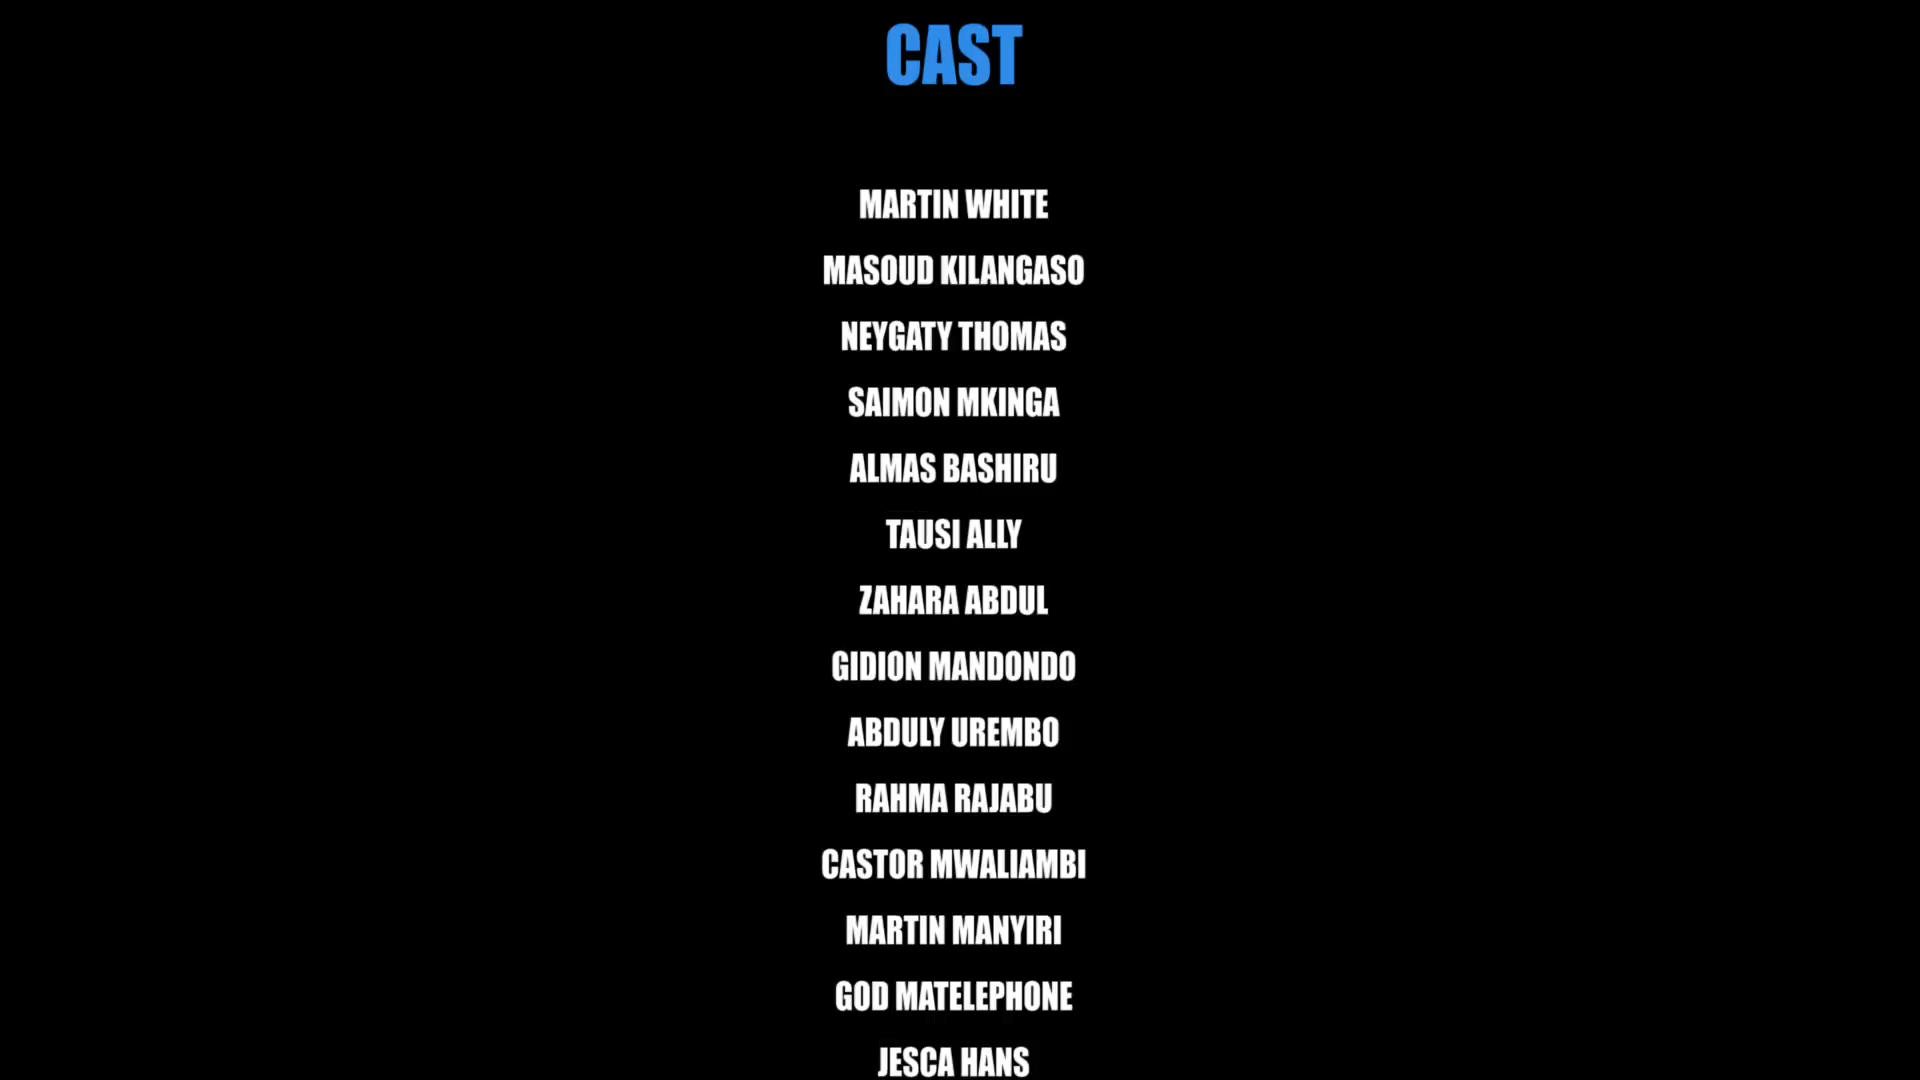 CAST
MARTIN WHITE
MASOUD KILANGASO
NEYGATY THOMAS
SAIMON MKINGA
ALMAS BASHIRU
TAUSI ALLY
ZAHARA ABDUL
GIDION MANDONDO
ABDULY UREMBO
RAHMA RAJABU
CASTOR MWALIAMBI
MARTIN MANYIRI
GOD MATELEPHONE
JESCA HANS